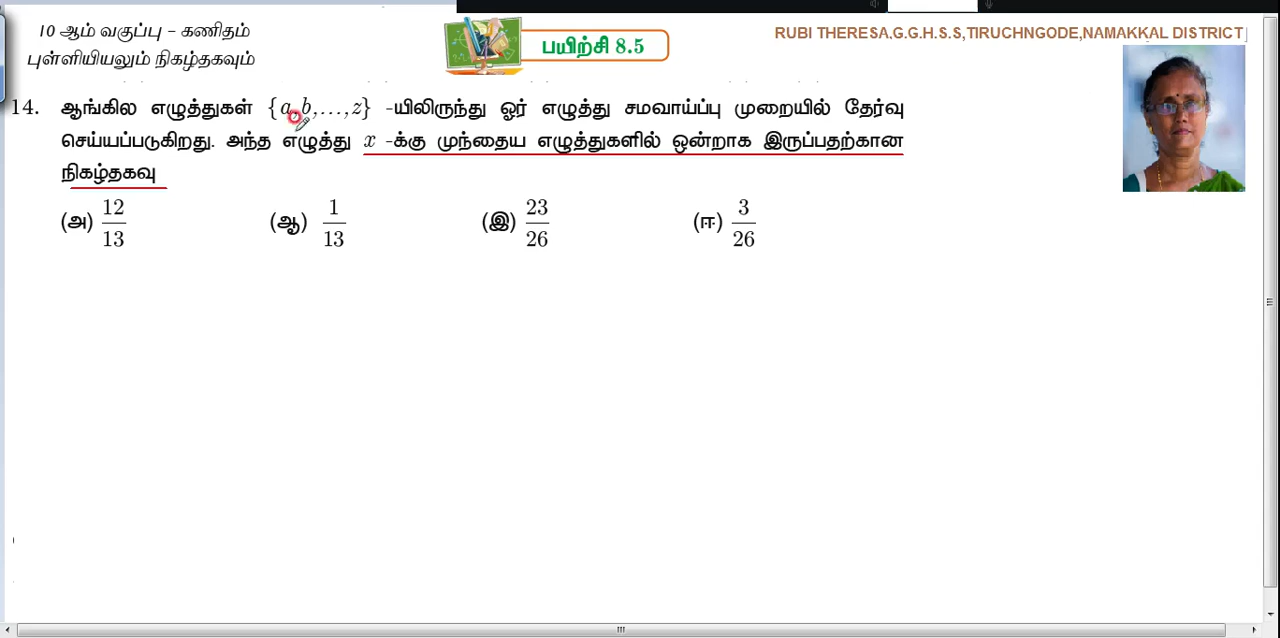 10 ஆம் வகுப்பு – கணிதம்
புள்ளியியலும் நிகழ்தகவும்
பயிற்சி 8.5
RUBI THERESA,G.G.H.S.S,TIRUCHNGODE,NAMAKKAL DISTRICT
14. ஆங்கில எழுத்துகள் {a,b,...,z} -யிலிருந்து ஓர் எழுத்து சமவாய்ப்பு முறையில் தேர்வு
செய்யப்படுகிறது. அந்த எழுத்து x -க்கு முந்தைய எழுத்துகளில் ஒன்றாக இருப்பதற்கான
நிகழ்தகவு
(அ) 12/13 (ஆ) 1/13 (இ) 23/26 (ஈ) 3/26